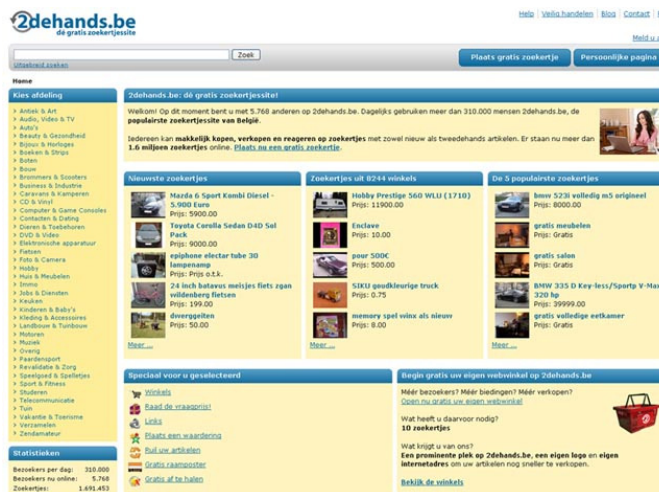 Help Veilig handelen Blog Contact
2dehands.be
dé gratis zoekertjessite
Meld u
Zoek
Uitgebreid zoeken
Plaats gratis zoekertje
Persoonlijke pagina
Home
Kies afdeling
> Antiek & Art
> Audio, Video & TV
> Auto's
> Beauty & Gezondheid
> Bijoux & Horloges
> Boeken & Strips
> Boten
> Bouw
> Brommers & Scooters
> Business & Industrie
> Caravans & Kamperen
> CD & Vinyl
> Computer & Game Consoles
> Contacten & Dating
> Dieren & Toebehoren
> DVD & Video
> Elektronische apparatuur
> Fietsen
> Foto & Camera
> Hobby
> Huis & Meubelen
> Immo
> Jobs & Diensten
> Keuken
> Kinderen & Baby's
> Kleding & Accessoires
> Landbouw & Tuinbouw
> Motoren
> Muziek
> Overig
> Paardensport
> Revalidatie & Zorg
> Speelgoed & Spelletjes
> Sport & Fitness
> Studeren
> Telecommunicatie
> Tuin
> Vakantie & Toerisme
> Verzamelen
> Zendamateur
Statistieken
Bezoekers per dag: 310.000
Bezoekers nu online: 5.768
Zoekertjes: 1.691.453
2dehands.be: dé gratis zoekertjessite!
Welkom! Op dit moment bent u met 5.768 anderen op 2dehands.be. Dagelijks gebruiken meer dan 310.000 mensen 2dehands.be, de
populairste zoekertjessite van België.
Iedereen kan makkelijk kopen, verkopen en reageren op zoekertjes met zowel nieuw als tweedehands artikelen. Er staan nu meer dan
1.6 miljoen zoekertjes online. Plaats nu een gratis zoekertje.
Nieuwste zoekertjes
Mazda 6 Sport Kombi Diesel -
5.900 Euro
Prijs: 5900.00
Toyota Corolla Sedan D4D Sol
Pack
Prijs: 9000.00
epiphone electar tube 30
lampenamp
Prijs: Prijs o.t.k.
24 inch batavus meisjes fiets zgan
wildenberg fietsen
Prijs: 199.00
dwerggeiten
Prijs: 50.00
Meer ...
Zoekertjes uit 8244 winkels
Hobby Prestige 560 WLU (1710)
Prijs: 11900.00
Enclave
Prijs: 10.00
pour 500€
Prijs: 500.00
SIKU goudkleurige truck
Prijs: 0.75
memory spel winx als nieuw
Prijs: 8.00
Meer ...
De 5 populairste zoekertjes
bmw 523i volledig m5 origineel
Prijs: 8000.00
gratis meubelen
Prijs: Gratis
gratis salon
Prijs: Gratis
BMW 335 D Key-less/Sportp V-Max
320 hp
Prijs: 39999.00
gratis volledige eetkamer
Prijs: Gratis
Meer ...
Speciaal voor u geselecteerd
Winkels
Raad de vraagprijs!
Links
Plaats een waardering
Ruil uw artikelen
Gratis raamposter
Gratis af te halen
Begin gratis uw eigen webwinkel op 2dehands.be
Méér bezoekers? Méér biedingen? Méér verkopen?
Open nu gratis uw eigen webwinkel
Wat heeft u daarvoor nodig?
10 zoekertjes
Wat krijgt u van ons?
Een prominente plek op 2dehands.be, een eigen logo en eigen
internetadres om uw artikelen nog sneller te verkopen.
Bekijk de winkels